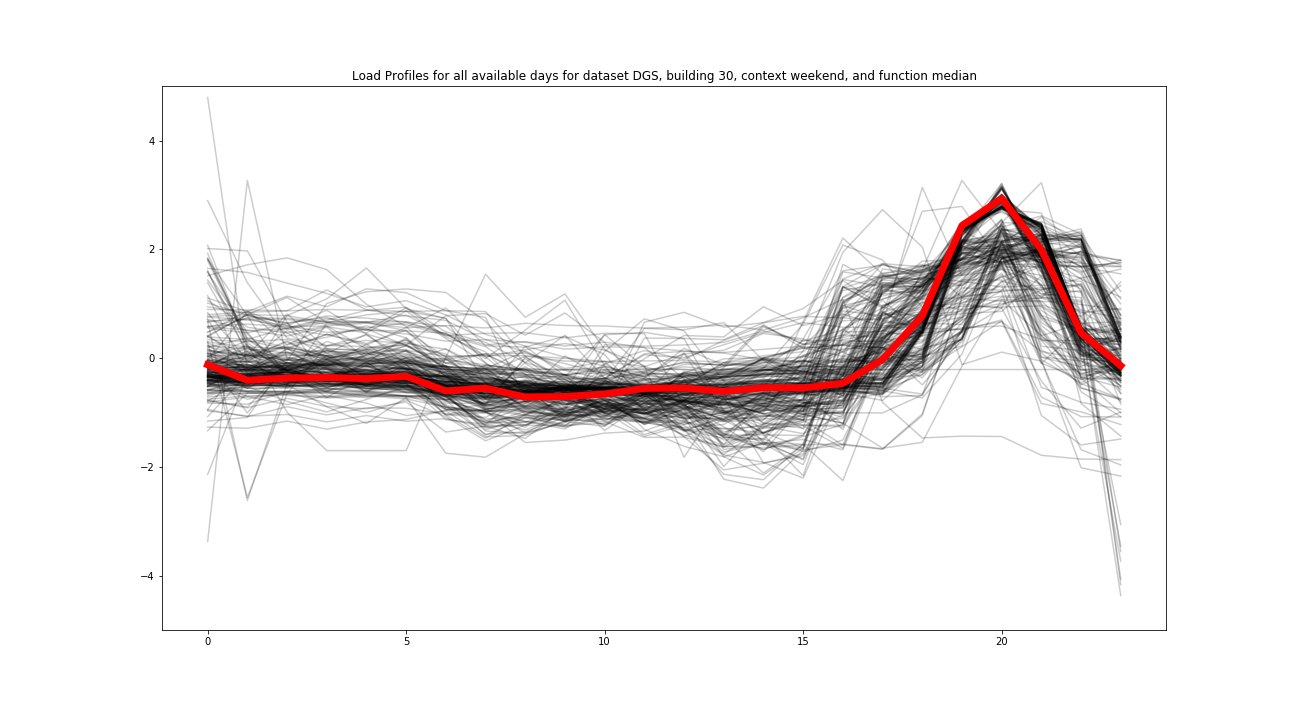 Load Profiles for all available days for dataset DGS, building 30, context weekend, and function median
4
2
0
−2
−4
0 5 10 15 20